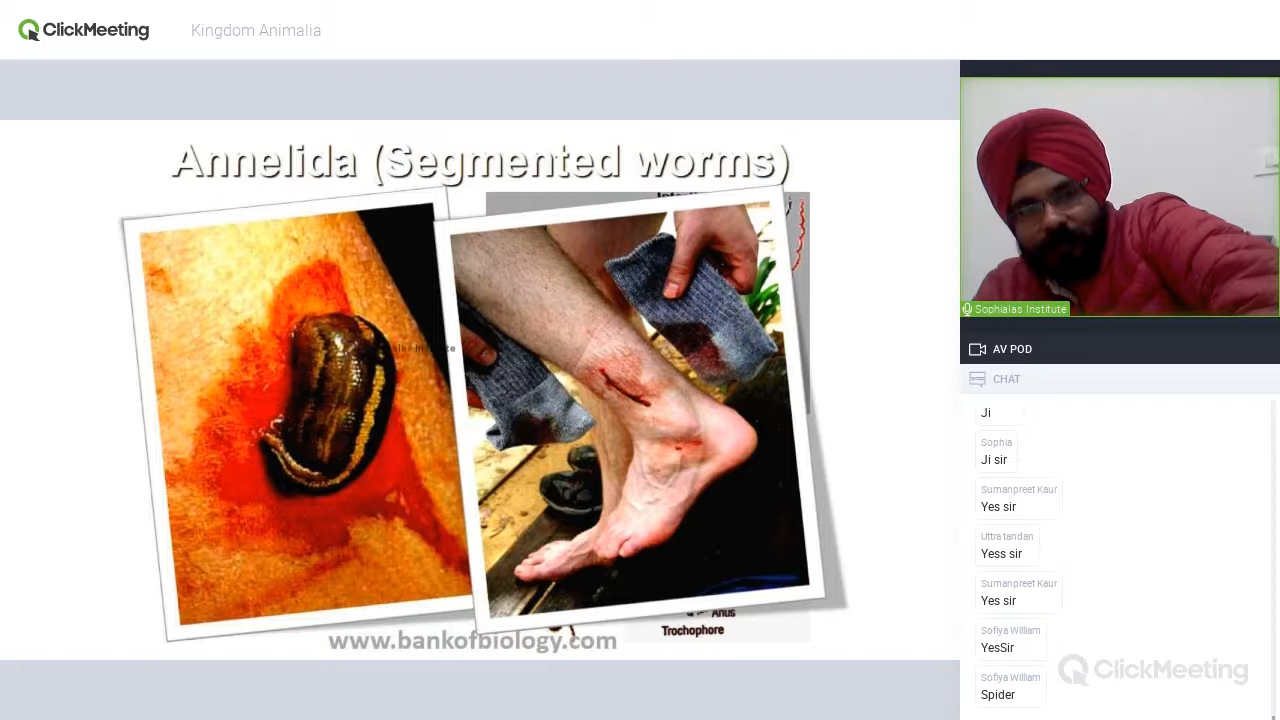 ClickMeeting
Kingdom Animalia
Annelida (Segmented worms)
Anus
Trochophore
www.bankofbiology.com
Sophialas Institute
AV POD
CHAT
Ji
Sophia
Ji sir
Sumanpreet Kaur
Yes sir
Uttra tandan
Yess sir
Sumanpreet Kaur
Yes sir
Sofiya William
YesSir
Sofiya William
Spider
ClickMeeting